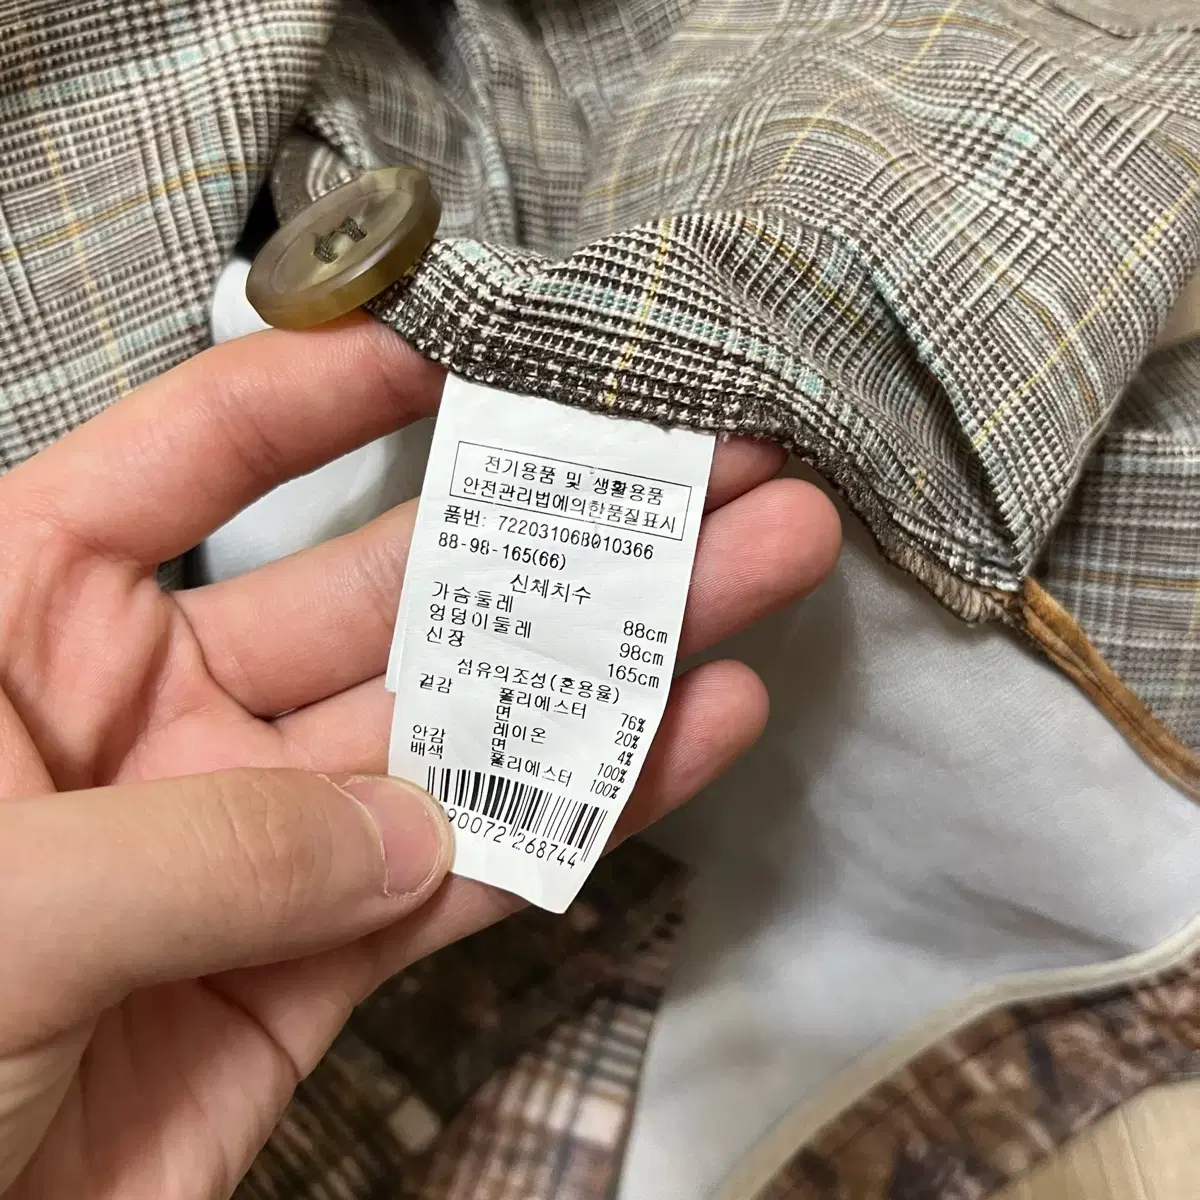 전기용품 및 생활용품
안전관리법에의한품질표시
품번: 72203106B010366
88-98-165(66)
신체치수
가슴둘레 88cm
엉덩이둘레 98cm
신장 165cm
섬유의조성(혼용율)
겉감 폴리에스터 76%
면 20%
레이온 4%
안감 면 100%
배색 폴리에스터 100%
90072 268744